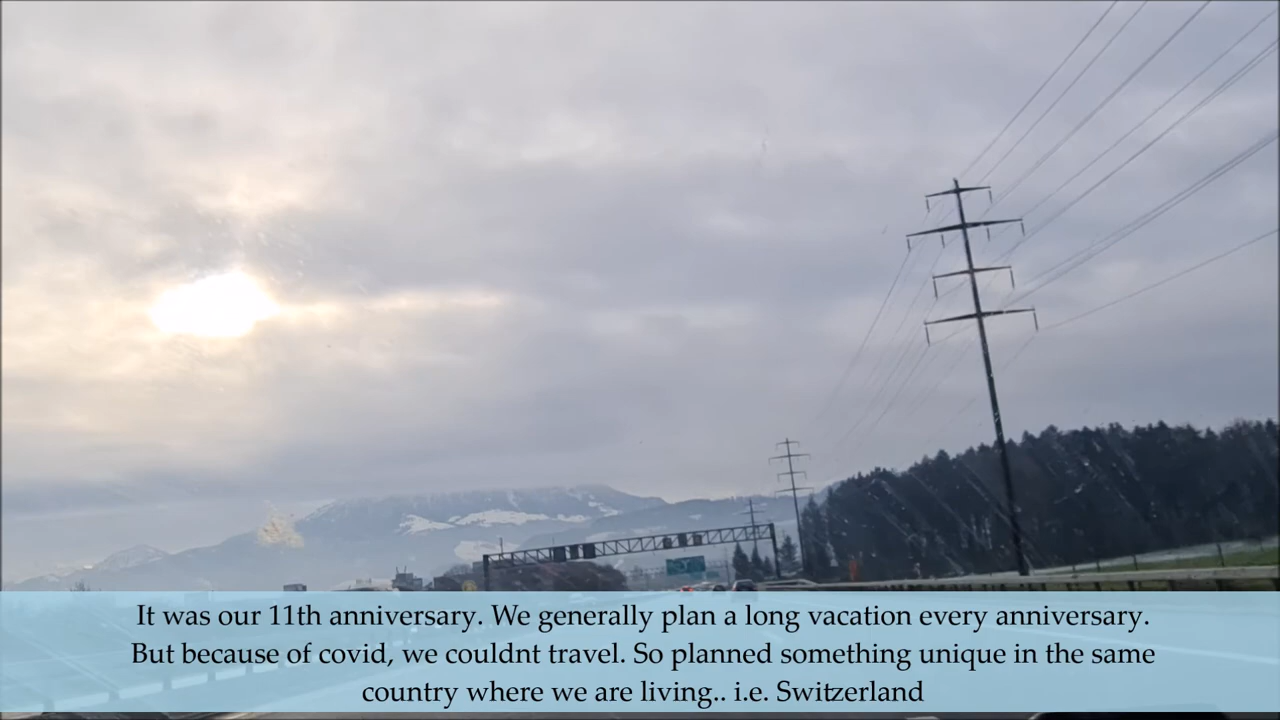 It was our 11th anniversary. We generally plan a long vacation every anniversary.
But because of covid, we couldnt travel. So planned something unique in the same
country where we are living.. i.e. Switzerland